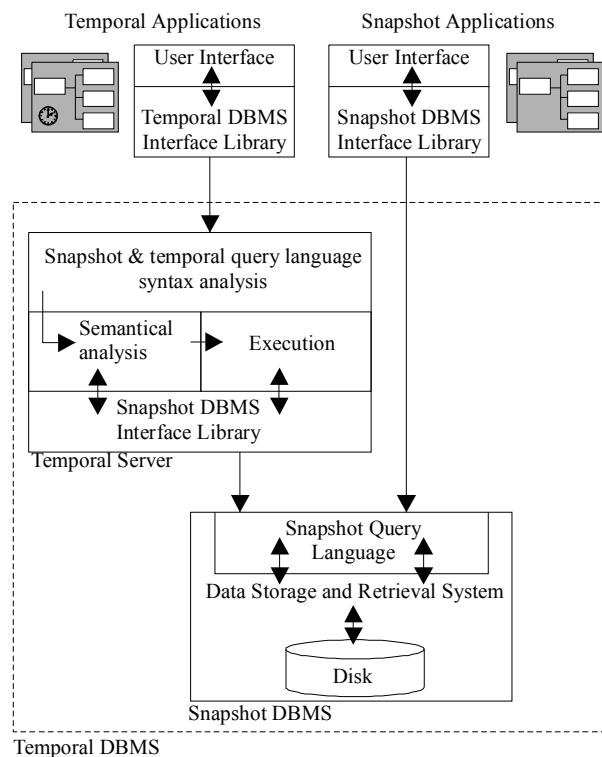 Temporal Applications
Snapshot Applications
User Interface
User Interface
Temporal DBMS
Interface Library
Snapshot DBMS
Interface Library
Snapshot & temporal query language
syntax analysis
Semantical
analysis
Execution
Snapshot DBMS
Interface Library
Temporal Server
Snapshot Query
Language
Data Storage and Retrieval System
Disk
Snapshot DBMS
Temporal DBMS